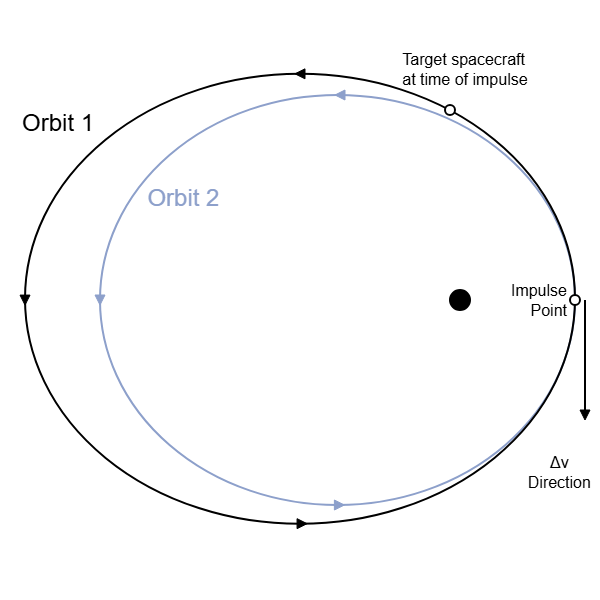 Target spacecraft
at time of impulse
Orbit 1
Orbit 2
Impulse
Point
Δv
Direction